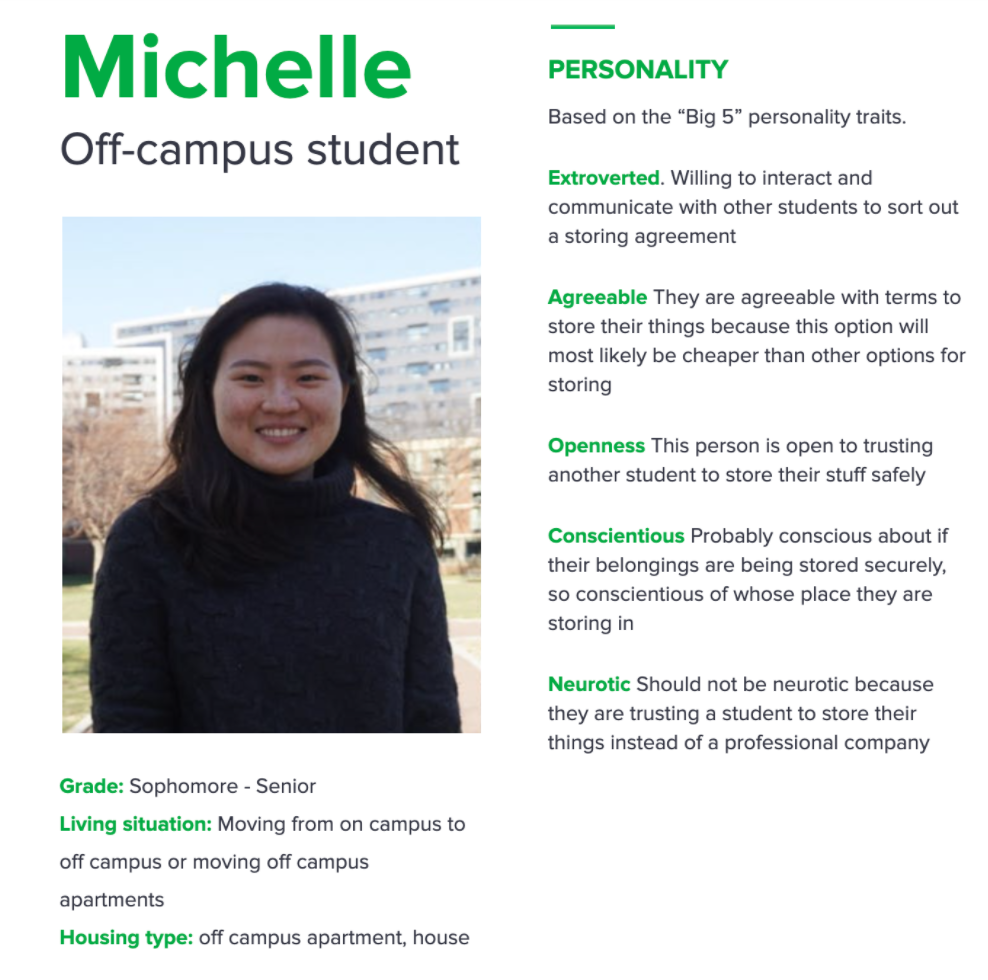 Michelle
Off-campus student
Grade: Sophomore - Senior
Living situation: Moving from on campus to
off campus or moving off campus
apartments
Housing type: off campus apartment, house
PERSONALITY
Based on the “Big 5” personality traits.
Extroverted. Willing to interact and
communicate with other students to sort out
a storing agreement
Agreeable They are agreeable with terms to
store their things because this option will
most likely be cheaper than other options for
storing
Openness This person is open to trusting
another student to store their stuff safely
Conscientious Probably conscious about if
their belongings are being stored securely,
so conscientious of whose place they are
storing in
Neurotic Should not be neurotic because
they are trusting a student to store their
things instead of a professional company